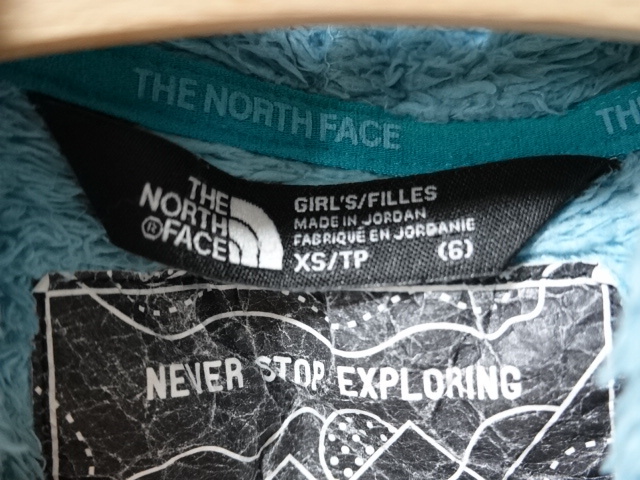 THE NORTH FACE
TH
THE
NORTH
FACE
®
GIRL'S/FILLES
MADE IN JORDAN
FABRIQUÉ EN JORDANIE
XS/TP (6)
NEVER STOP EXPLORING